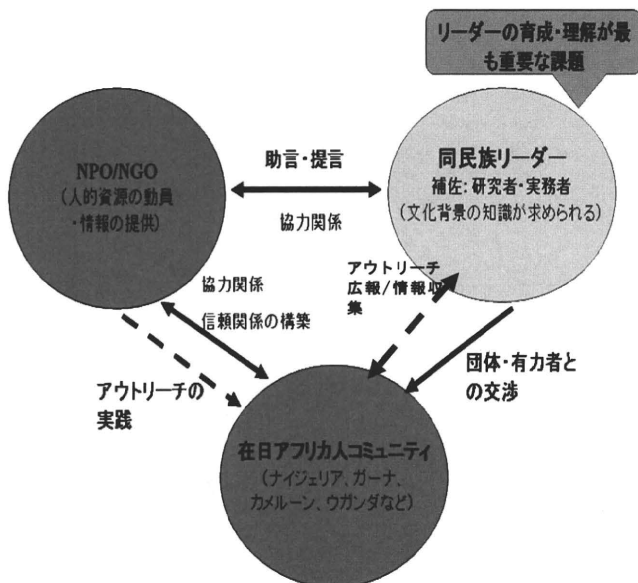 リーダーの育成・理解が最
も重要な課題
NPO/NGO
(人的資源の動員
・情報の提供)
助言・提言
協力関係
同民族リーダー
補佐:研究者・実務者
(文化背景の知識が求められる)
協力関係
信頼関係の構築
アウトリーチ
広報/情報収
集
アウトリーチの
実践
団体・有力者と
の交渉
在日アフリカ人コミュニティ
(ナイジェリア、ガーナ、
カメルーン、ウガンダなど)